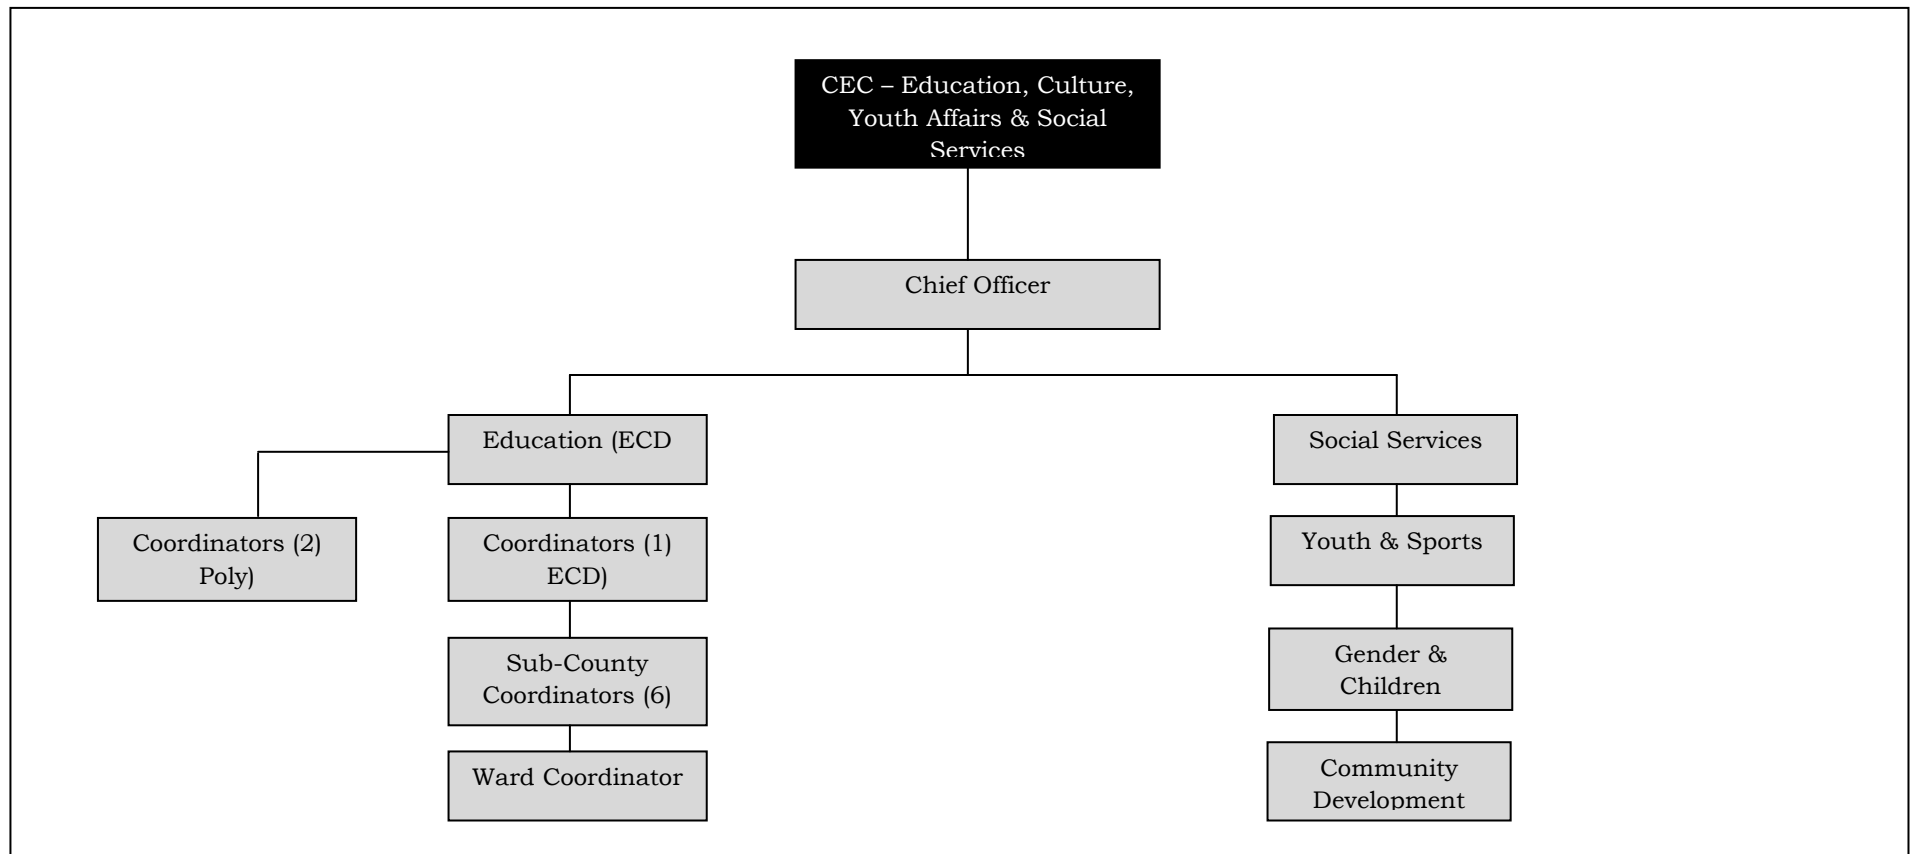 CEC – Education, Culture,
Youth Affairs & Social
Services
Chief Officer
Education (ECD
Social Services
Coordinators (2)
Poly)
Coordinators (1)
ECD)
Youth & Sports
Sub-County
Coordinators (6)
Gender &
Children
Ward Coordinator
Community
Development